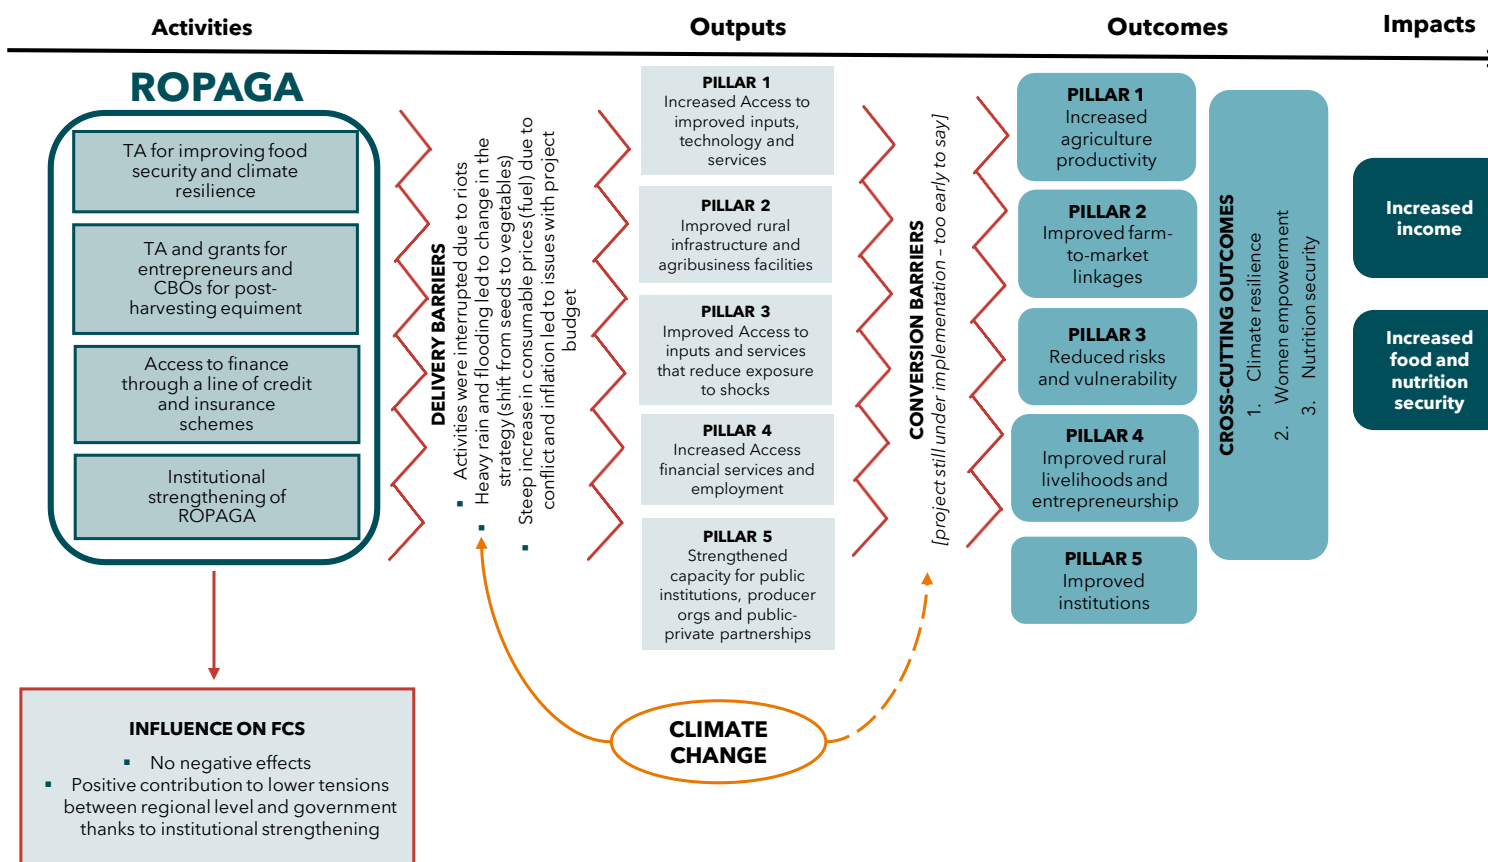 Activities
Outputs
Outcomes
Impacts
ROPAGA
TA for improving food
security and climate
resilience
TA and grants for
entrepreneurs and
CBOs for post-
harvesting equiment
Access to finance
through a line of credit
and insurance
schemes
Institutional
strengthening of
ROPAGA
DELIVERY BARRIERS
▪ Activities were interrupted due to riots
▪ Heavy rain and flooding led to change in the
strategy (shift from seeds to vegetables)
▪ Steep increase in consumable prices (fuel) due to
conflict and inflation led to issues with project
budget
PILLAR 1
Increased Access to
improved inputs,
technology and
services
PILLAR 2
Improved rural
infrastructure and
agribusiness facilities
PILLAR 3
Improved Access to
inputs and services
that reduce exposure
to shocks
PILLAR 4
Increased Access
financial services and
employment
PILLAR 5
Strengthened
capacity for public
institutions, producer
orgs and public-
private partnerships
CONVERSION BARRIERS
[project still under implementation – too early to say]
PILLAR 1
Increased
agriculture
productivity
PILLAR 2
Improved farm-
to-market
linkages
PILLAR 3
Reduced risks
and vulnerability
PILLAR 4
Improved rural
livelihoods and
entrepreneurship
PILLAR 5
Improved
institutions
CROSS-CUTTING OUTCOMES
1. Climate resilience
2. Women empowerment
3. Nutrition security
Increased
income
Increased
food and
nutrition
security
INFLUENCE ON FCS
▪ No negative effects
▪ Positive contribution to lower tensions
between regional level and government
thanks to institutional strengthening
CLIMATE
CHANGE